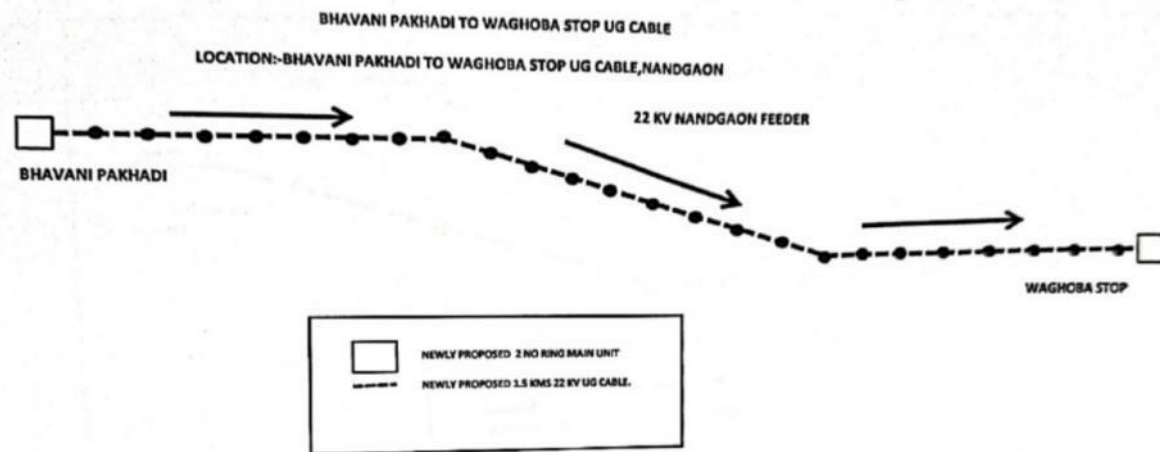 BHAVANI PAKHADI TO WAGHOBA STOP UG CABLE
LOCATION:-BHAVANI PAKHADI TO WAGHOBA STOP UG CABLE,NANDGAON
22 KV NANDGAON FEEDER
BHAVANI PAKHADI
WAGHOBA STOP
NEWLY PROPOSED 2 NO RING MAIN UNIT
NEWLY PROPOSED 1.5 KMS 22 KV UG CABLE.